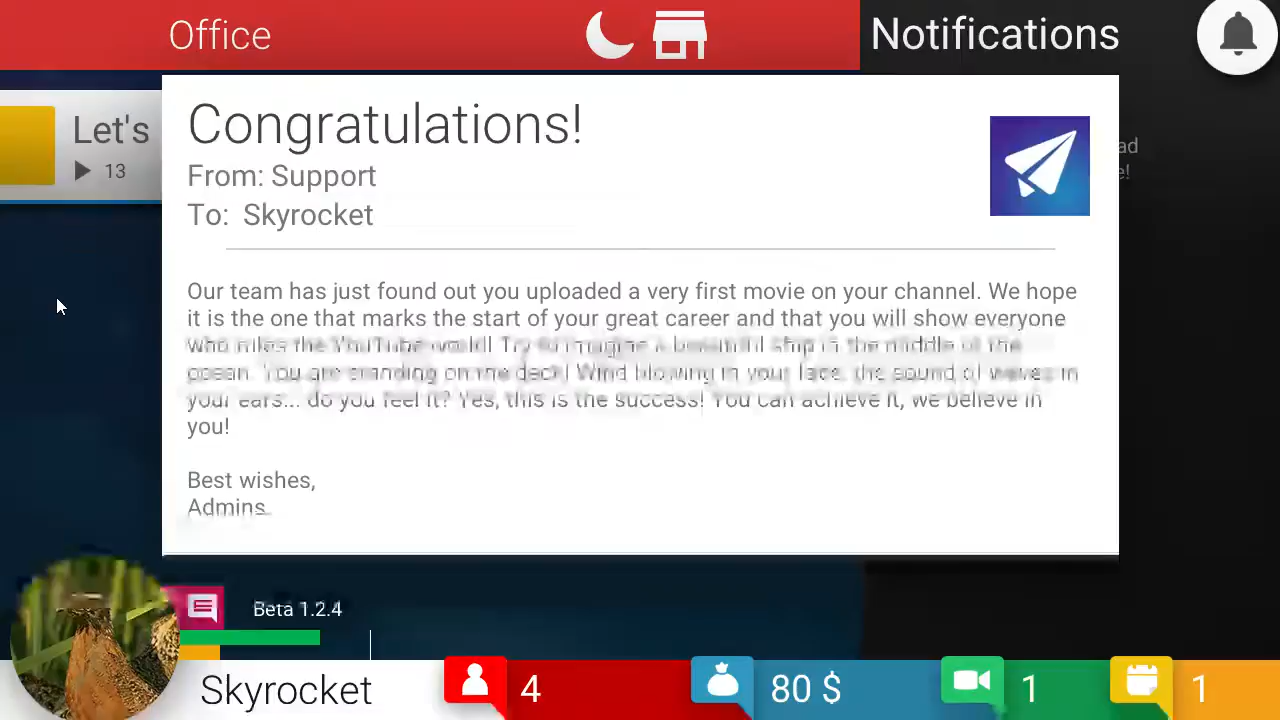 Office
Notifications
Let's
13
Congratulations!
From: Support
To: Skyrocket
ad
e!
Our team has just found out you uploaded a very first movie on your channel. We hope
it is the one that marks the start of your great career and that you will show everyone
who rules the YouTube world! Try to imagine a beautiful ship in the middle of the
ocean. You are standing on the deck! Wind blowing in your face, the sound of waves in
your ears... do you feel it? Yes, this is the success! You can achieve it, we believe in
you!
Best wishes,
Admins.
Beta 1.2.4
Skyrocket
4
80 $
1
1